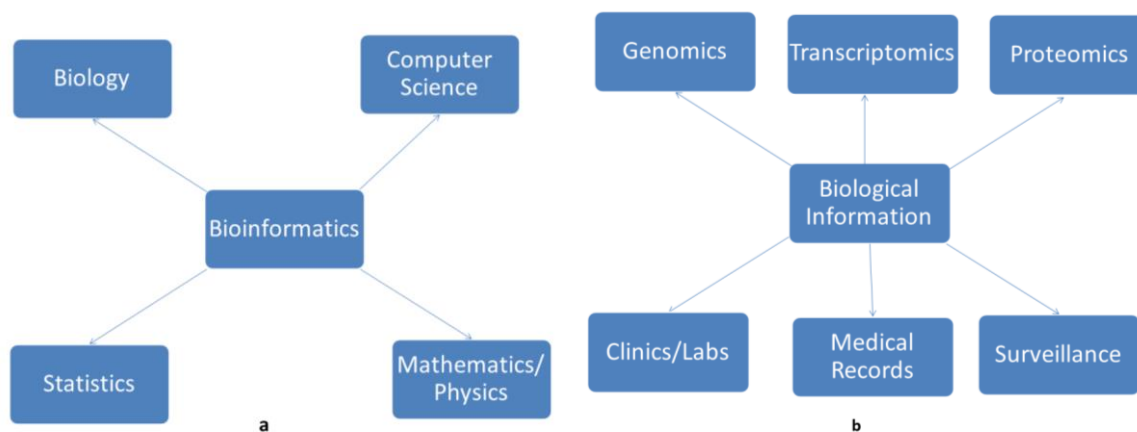 Biology
Computer
Science
Bioinformatics
Statistics
Mathematics/
Physics
a
Genomics
Transcriptomics
Proteomics
Biological
Information
Clinics/Labs
Medical
Records
Surveillance
b